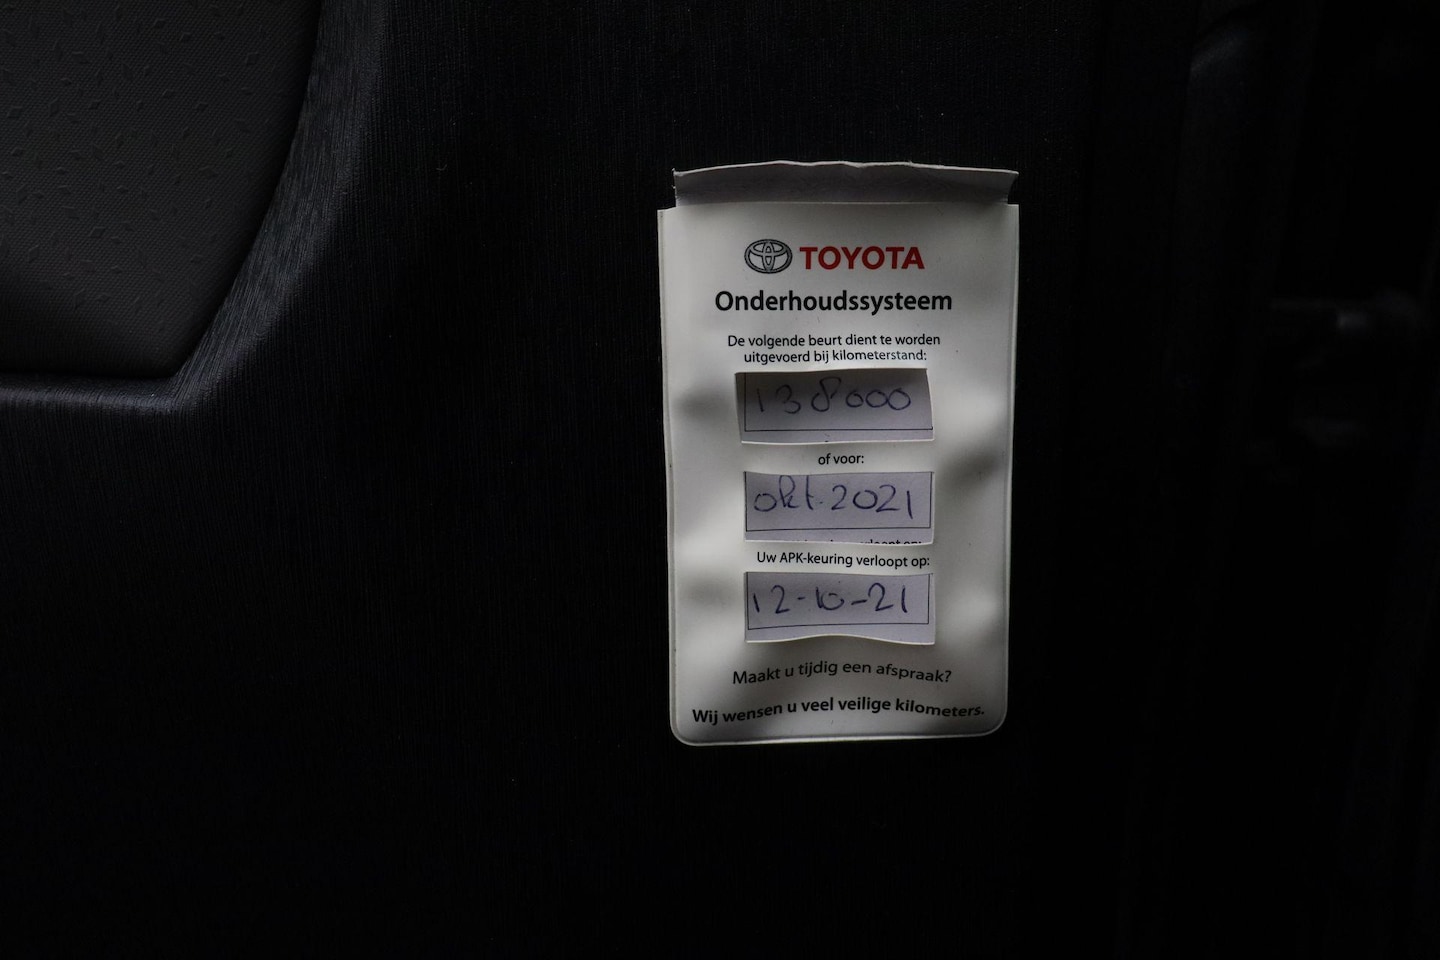 TOYOTA
Onderhoudssysteem
De volgende beurt dient te worden
uitgevoerd bij kilometerstand:
138000
of voor:
okt. 2021
Uw APK-keuring verloopt op:
12-10-21
Maakt u tijdig een afspraak?
Wij wensen u veel veilige kilometers.